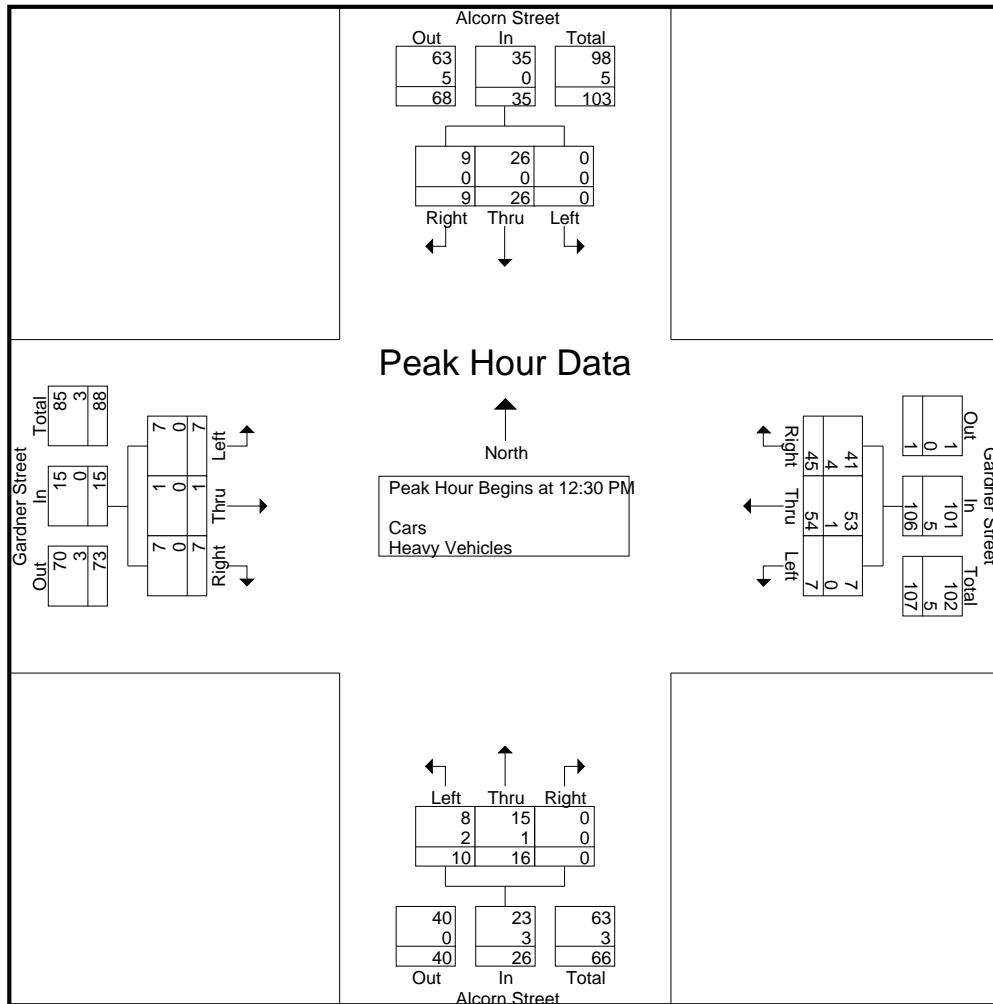 Alcorn Street
Out In Total
63 35 98
5 0 5
68 35 103
9 26 0
0 0 0
9 26 0
Right Thru Left
Peak Hour Data
North
Peak Hour Begins at 12:30 PM
Cars
Heavy Vehicles
Gardner Street
Total In Out
85 15 70
3 0 3
88 15 73
7 1 7
0 0 0
7 1 7
Left Thru Right
Gardner Street
Out In Total
1 101 102
0 5 5
1 106 107
41 53 7
4 1 0
45 54 7
Right Thru Left
Left Thru Right
8 15 0
2 1 0
10 16 0
40 23 63
0 3 3
40 26 66
Out In Total
Alcorn Street